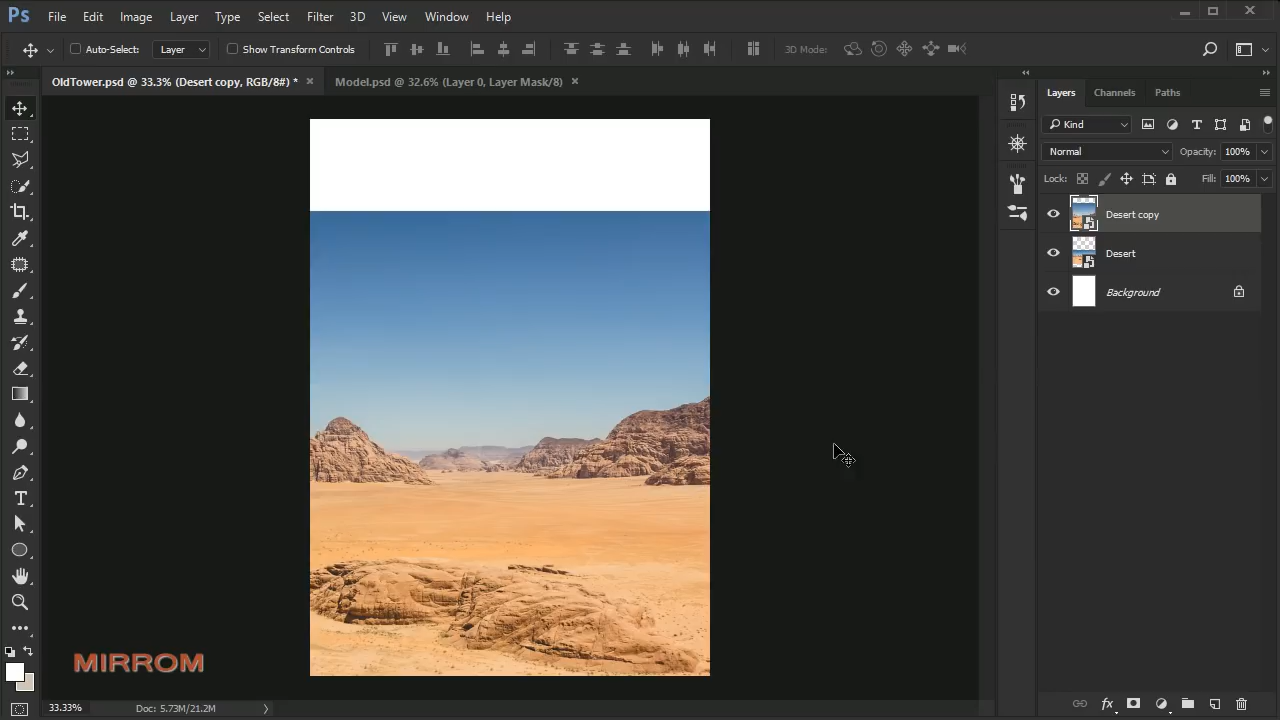 Ps File Edit Image Layer Type Select Filter 3D View Window Help
Auto-Select: Layer Show Transform Controls 3D Mode:
OldTower.psd @ 33.3% (Desert copy, RGB/8#) * Model.psd @ 32.6% (Layer 0, Layer Mask/8)
Layers Channels Paths
Kind
Normal Opacity: 100%
Lock: Fill: 100%
Desert copy
Desert
Background
MIRROM
33.33% Doc: 5.73M/21.2M